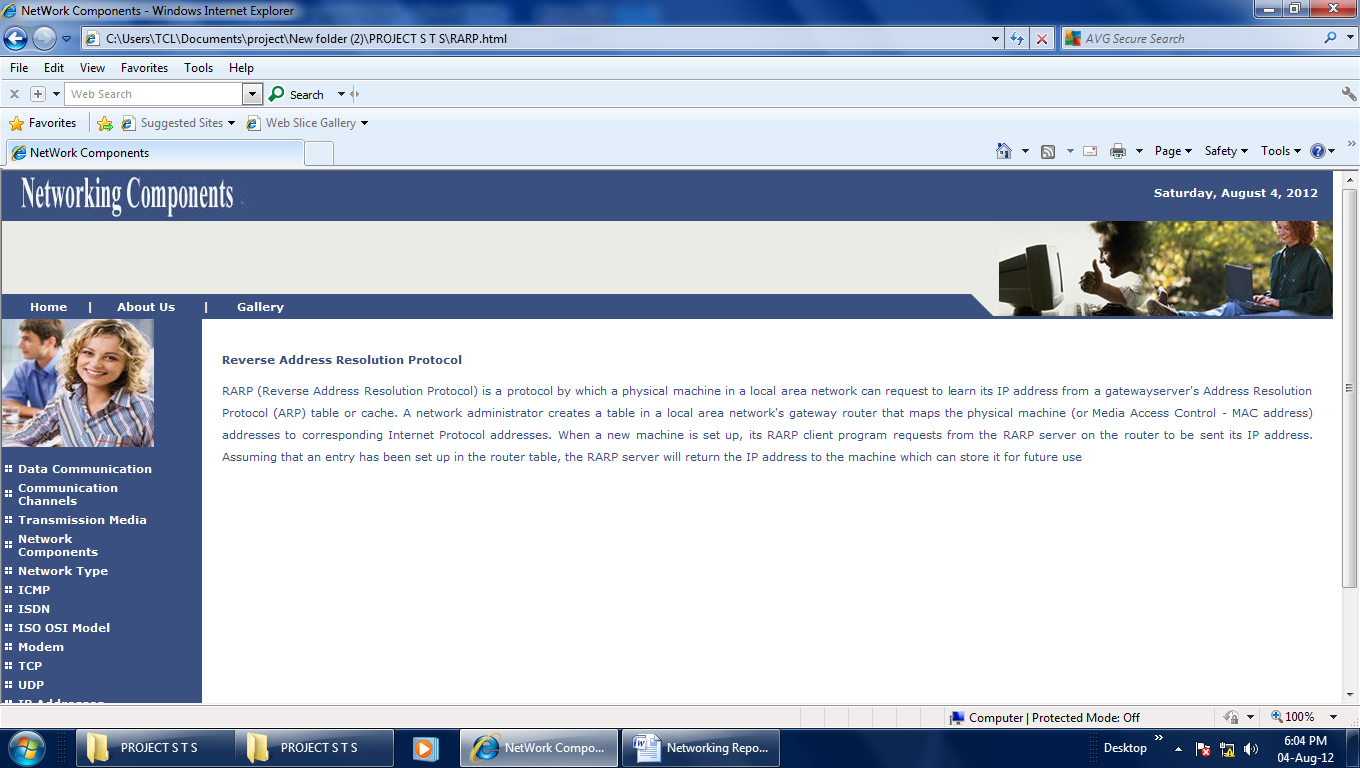 NetWork Components - Windows Internet Explorer
C:\Users\TCL\Documents\project\New folder (2)\PROJECT S T S\RARP.html
AVG Secure Search
File Edit View Favorites Tools Help
Web Search
Search
Favorites
Suggested Sites
Web Slice Gallery
NetWork Components
Page
Safety
Tools
Networking Components
Saturday, August 4, 2012
Home | About Us | Gallery
Reverse Address Resolution Protocol
RARP (Reverse Address Resolution Protocol) is a protocol by which a physical machine in a local area network can request to learn its IP address from a gatewayserver's Address Resolution
Protocol (ARP) table or cache. A network administrator creates a table in a local area network's gateway router that maps the physical machine (or Media Access Control - MAC address)
addresses to corresponding Internet Protocol addresses. When a new machine is set up, its RARP client program requests from the RARP server on the router to be sent its IP address.
Assuming that an entry has been set up in the router table, the RARP server will return the IP address to the machine which can store it for future use
Data Communication
Communication
Channels
Transmission Media
Network
Components
Network Type
ICMP
ISDN
ISO OSI Model
Modem
TCP
UDP
IP Addresses
Computer | Protected Mode: Off
100%
PROJECT S T S
PROJECT S T S
NetWork Compo...
Networking Repo...
Desktop
6:04 PM
04-Aug-12